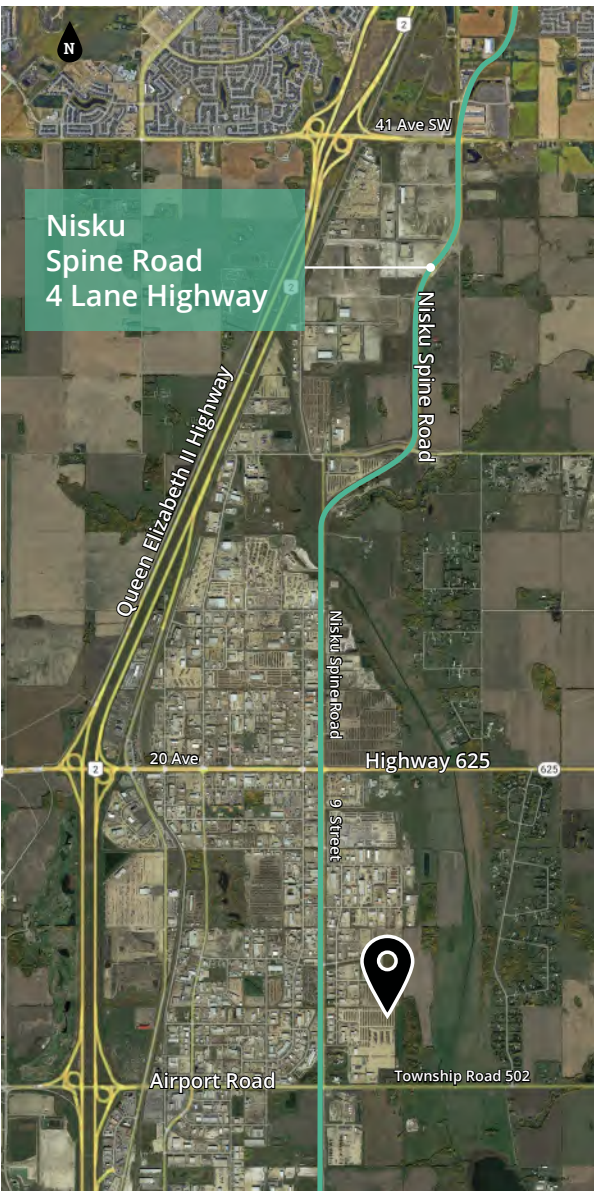 N
2
41 Ave SW
Nisku
Spine Road
4 Lane Highway
2
Nisku Spine Road
Queen Elizabeth II Highway
Nisku Spine Road
20 Ave
Highway 625
2
625
9 Street
Airport Road
Township Road 502